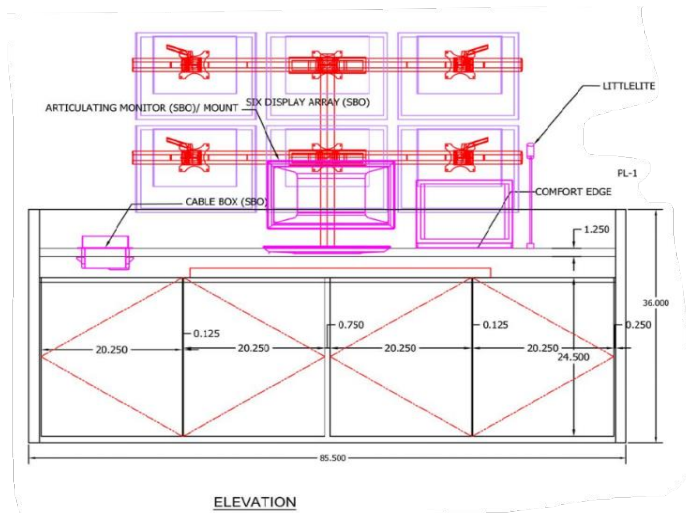 LITTLELITE
ARTICULATING MONITOR (SBO)/ MOUNT
SIX DISPLAY ARRAY (SBO)
PL-1
COMFORT EDGE
CABLE BOX (SBO)
1.250
36.000
0.125
0.750
0.125
0.250
20.250
20.250
20.250
20.250
24.500
85.500
ELEVATION